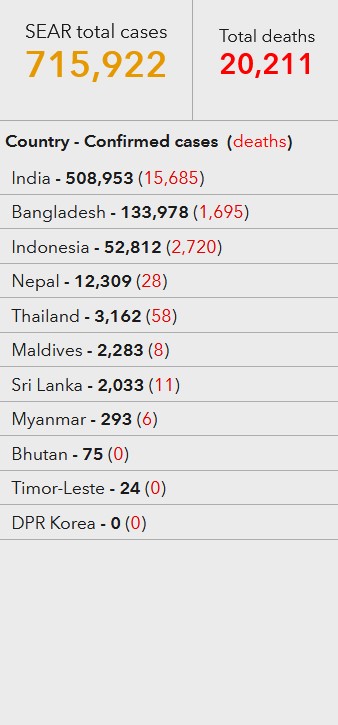 SEAR total cases
715,922
Total deaths
20,211
Country - Confirmed cases (deaths)
India - 508,953 (15,685)
Bangladesh - 133,978 (1,695)
Indonesia - 52,812 (2,720)
Nepal - 12,309 (28)
Thailand - 3,162 (58)
Maldives - 2,283 (8)
Sri Lanka - 2,033 (11)
Myanmar - 293 (6)
Bhutan - 75 (0)
Timor-Leste - 24 (0)
DPR Korea - 0 (0)